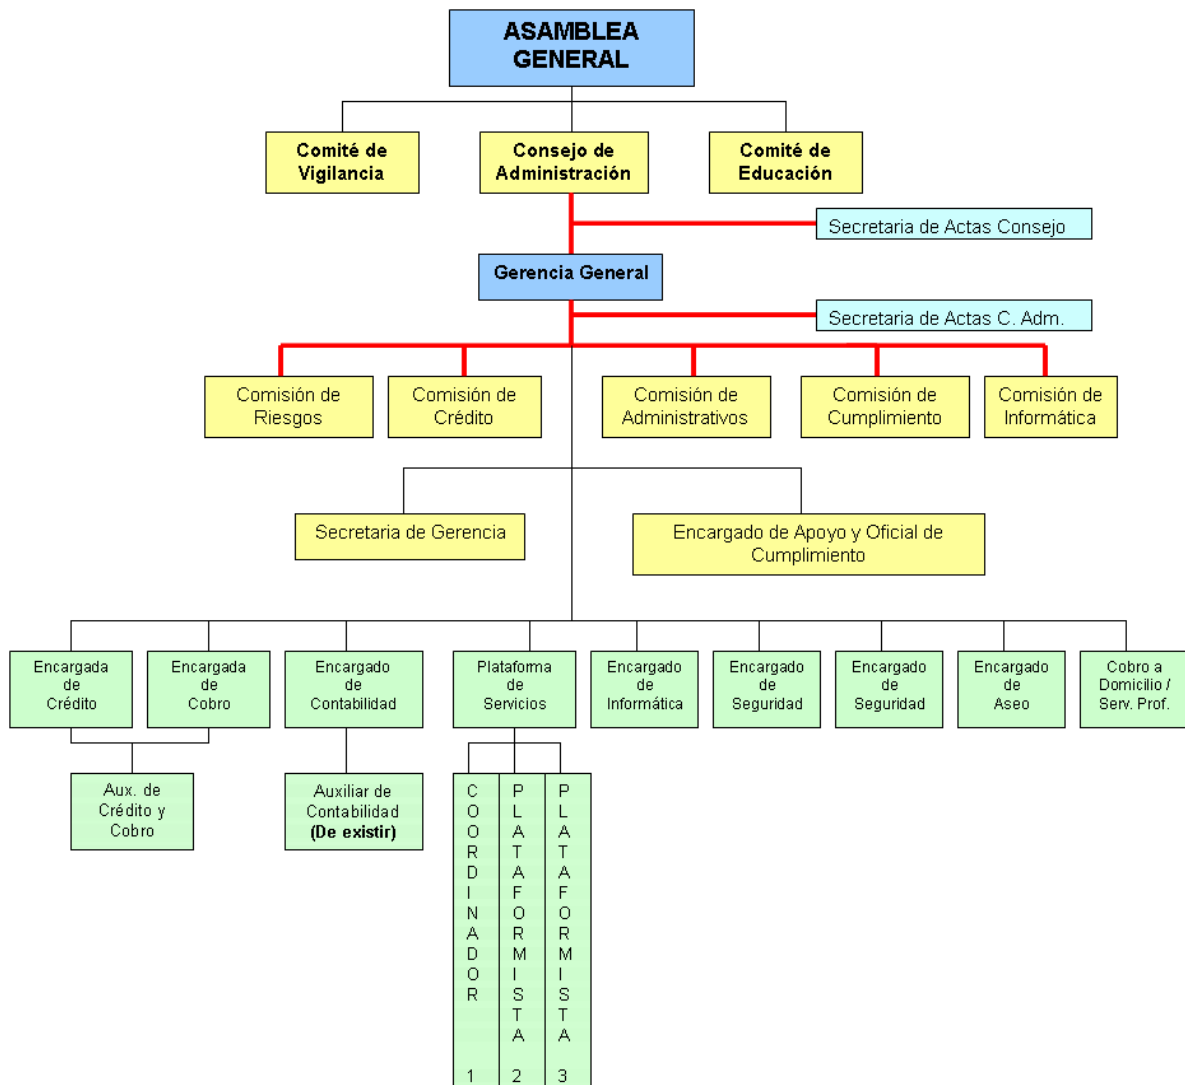 ASAMBLEA
GENERAL
Comité de
Vigilancia
Consejo de
Administración
Comité de
Educación
Secretaria de Actas Consejo
Gerencia General
Secretaria de Actas C. Adm.
Comisión de
Riesgos
Comisión de
Crédito
Comisión de
Administrativos
Comisión de
Cumplimiento
Comisión de
Informática
Secretaria de Gerencia
Encargado de Apoyo y Oficial de
Cumplimiento
Encargada
de
Crédito
Encargada
de
Cobro
Encargado
de
Contabilidad
Plataforma
de
Servicios
Encargado
de
Informática
Encargado
de
Seguridad
Encargado
de
Seguridad
Encargado
de
Aseo
Cobro a
Domicilio /
Serv. Prof.
Aux. de
Crédito y
Cobro
Auxiliar de
Contabilidad
(De existir)
COORDINADOR 1
PLATAFORMISTA 2
PLATAFORMISTA 3